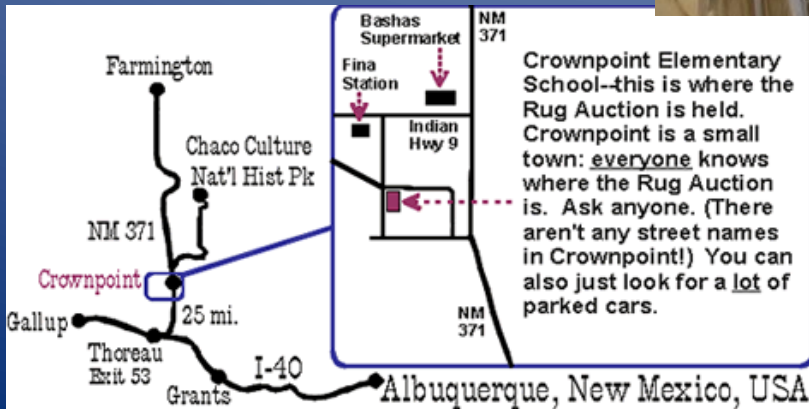 Farmington
Chaco Culture
Nat'l Hist Pk
NM 371
Crownpoint
25 mi.
Gallup
Thoreau
Exit 53
Grants
I-40
Albuquerque, New Mexico, USA
Bashas
Supermarket
NM
371
Fina
Station
Indian
Hwy 9
NM
371
Crownpoint Elementary
School--this is where the
Rug Auction is held.
Crownpoint is a small
town: everyone knows
where the Rug Auction
is. Ask anyone. (There
aren't any street names
in Crownpoint!) You can
also just look for a lot of
parked cars.